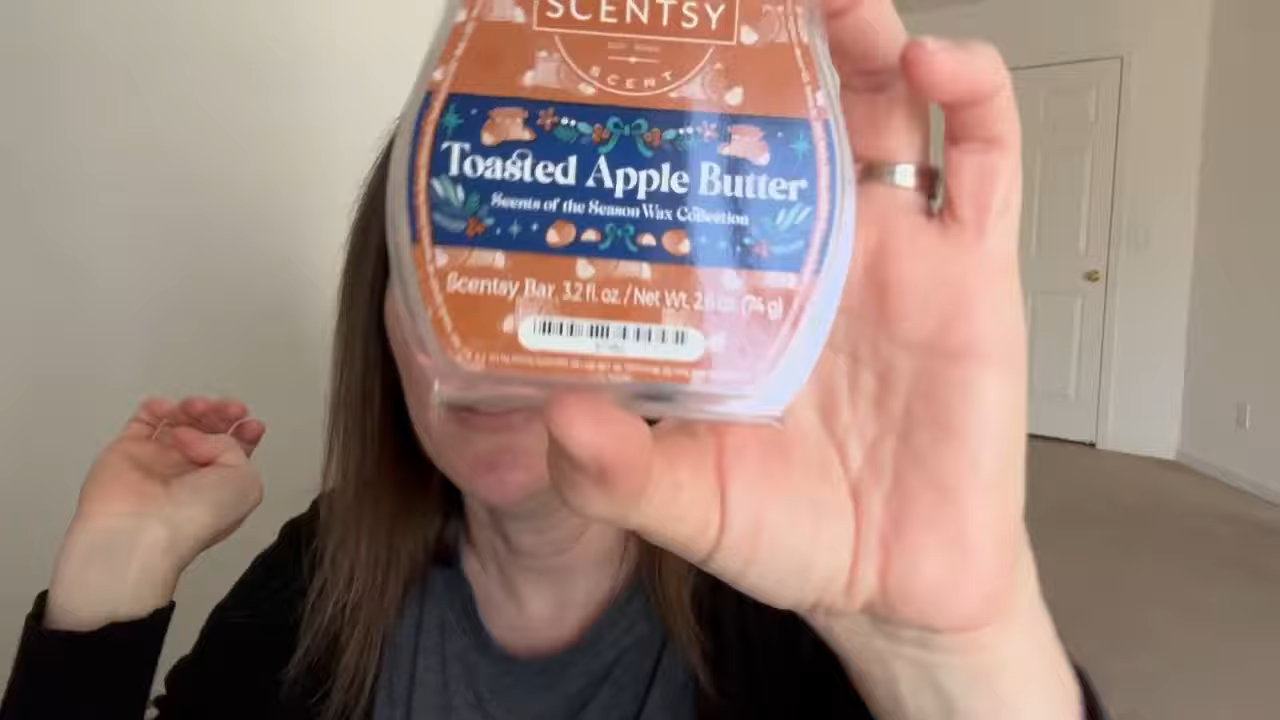 SCENTSY
SCENT
Toasted Apple Butter
Scents of the Season Wax Collection
Scentsy Bar, 3.2 fl. oz. / Net Wt. 2.6 oz. (74 g)